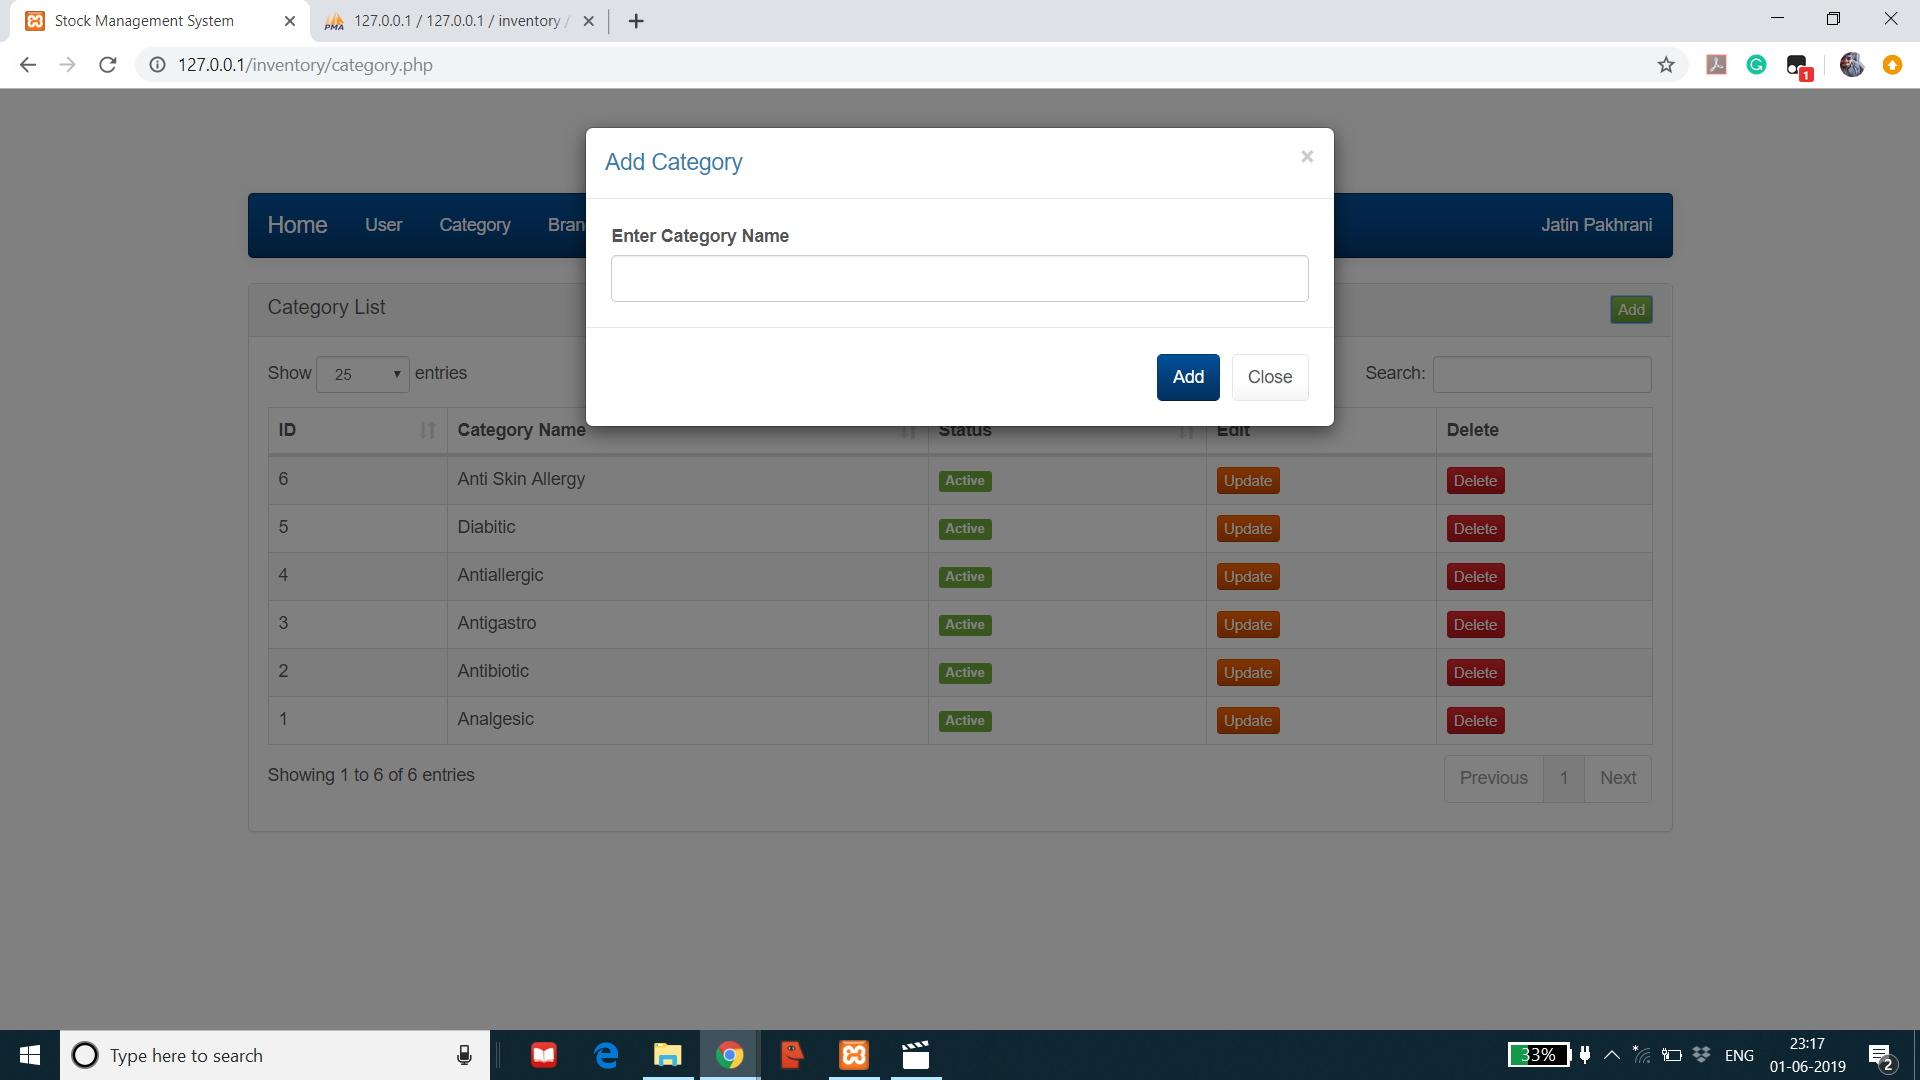 Stock Management System
127.0.0.1 / 127.0.0.1 / inventory /
127.0.0.1/inventory/category.php
1
Add Category ×
Home User Category Bran Jatin Pakhrani
Enter Category Name
Category List Add
Show 25 entries Search:
Add Close
ID Category Name Status Edit Delete
6 Anti Skin Allergy Active Update Delete
5 Diabitic Active Update Delete
4 Antiallergic Active Update Delete
3 Antigastro Active Update Delete
2 Antibiotic Active Update Delete
1 Analgesic Active Update Delete
Showing 1 to 6 of 6 entries Previous 1 Next
Type here to search
33% ENG 23:17
01-06-2019 2
PMA